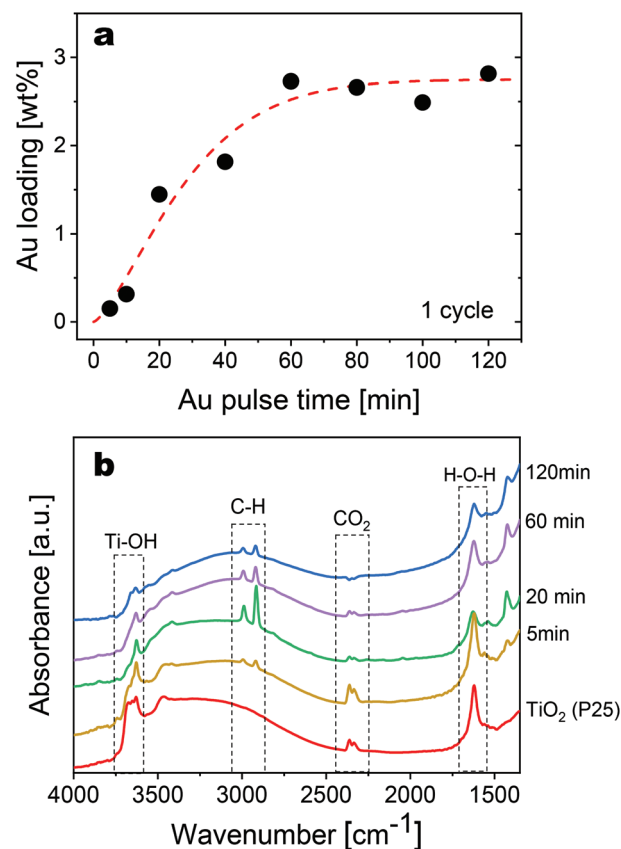 a
Au loading [wt%]
3
2
1
0
1 cycle
0 20 40 60 80 100 120
Au pulse time [min]
b
Absorbance [a.u.]
Ti-OH
C-H
CO₂
H-O-H
120min
60 min
20 min
5min
TiO₂ (P25)
4000 3500 3000 2500 2000 1500
Wavenumber [cm⁻¹]